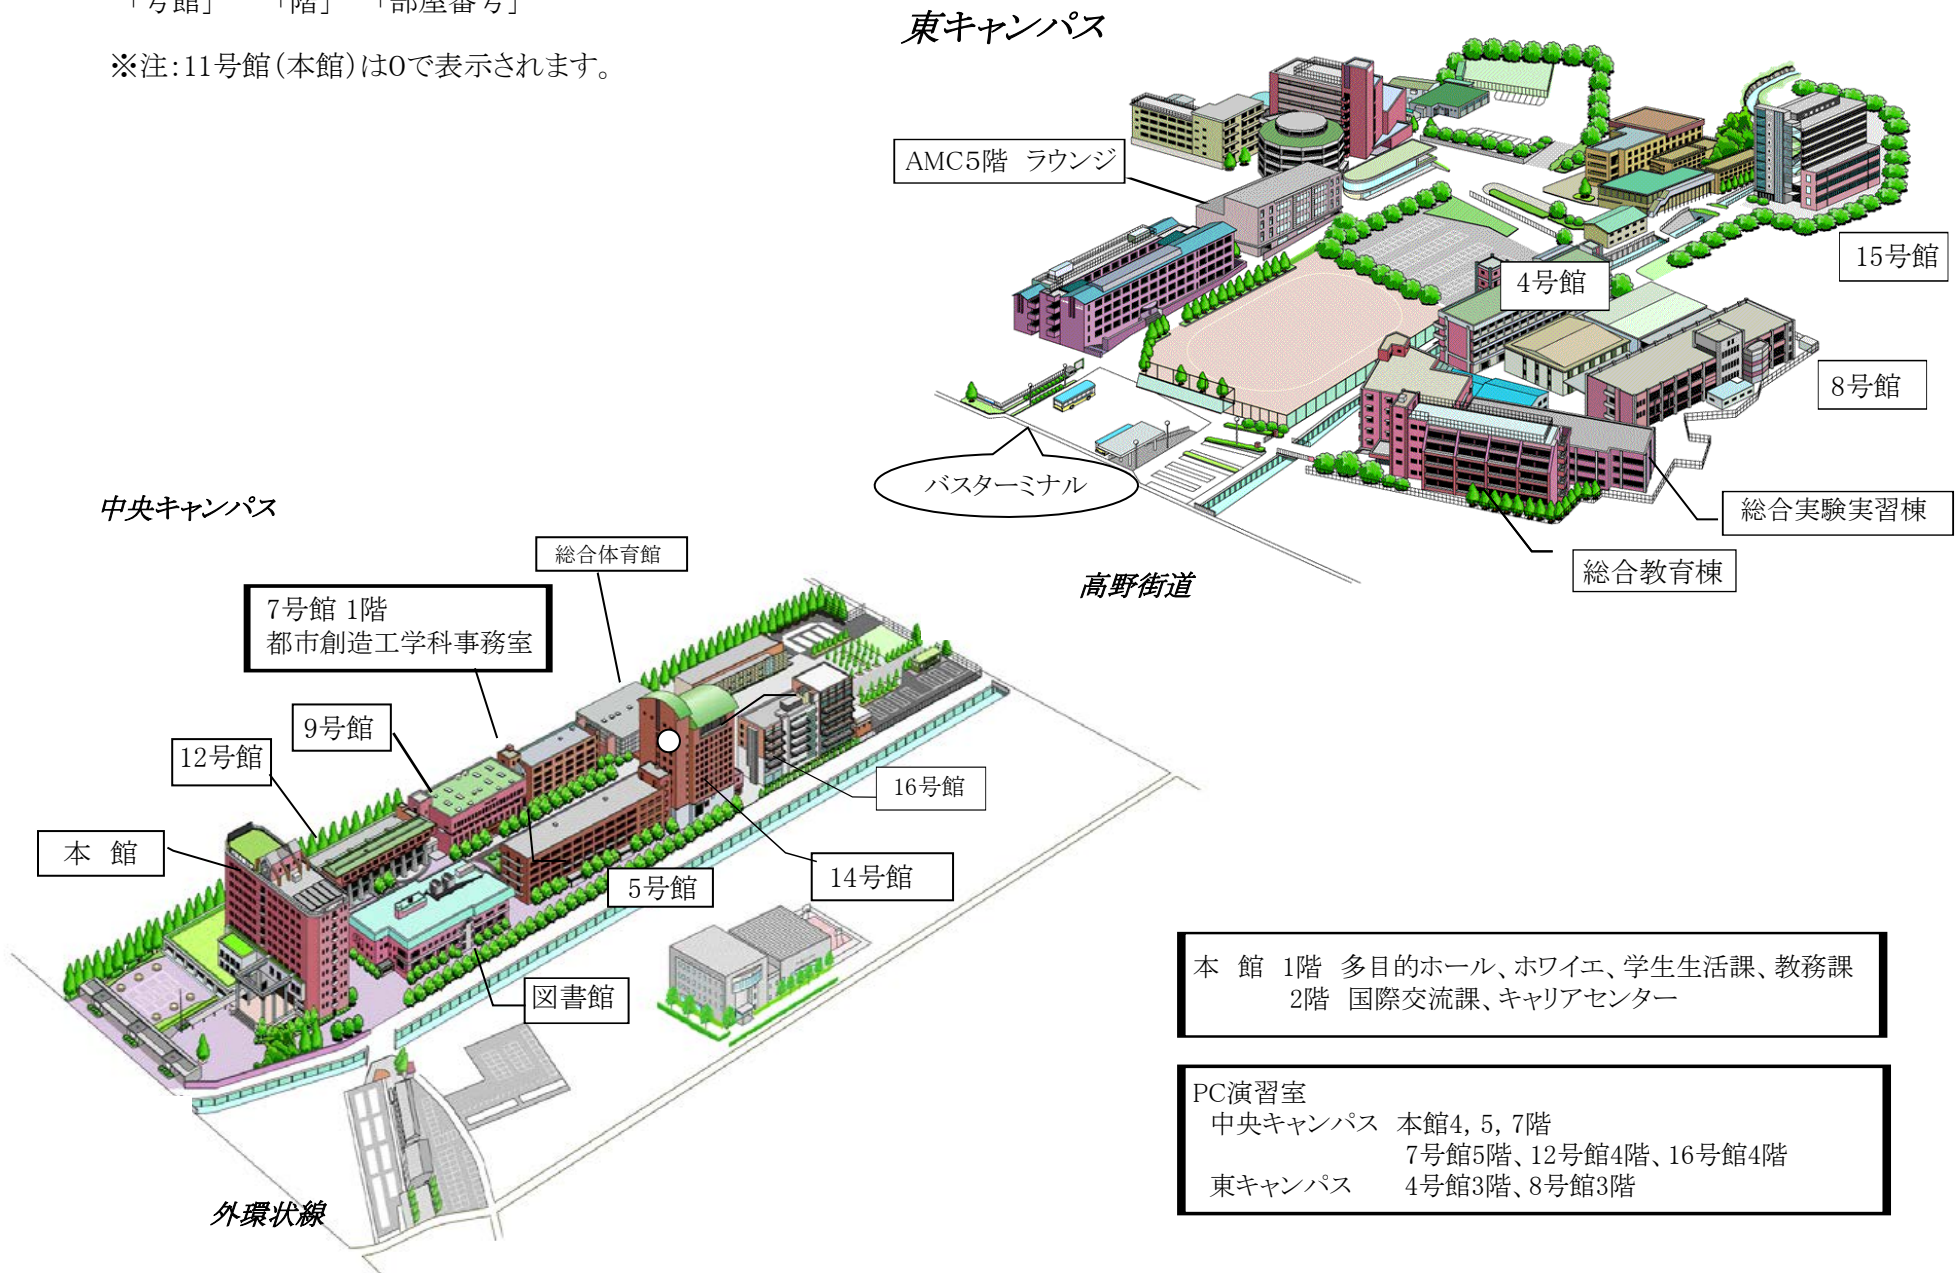 「号館」　「階」　「部屋番号」
※注：11号館（本館）は0で表示されます。
東キャンパス
AMC5階　ラウンジ
15号館
4号館
8号館
バスターミナル
総合実験実習棟
総合教育棟
高野街道
中央キャンパス
総合体育館
7号館 1階
都市創造工学科事務室
9号館
12号館
本　館
16号館
14号館
5号館
図書館
外環状線
本　館　1階　多目的ホール、ホワイエ、学生生活課、教務課
2階　国際交流課、キャリアセンター
PC演習室
中央キャンパス　本館4, 5, 7階
7号館5階、12号館4階、16号館4階
東キャンパス　4号館3階、8号館3階